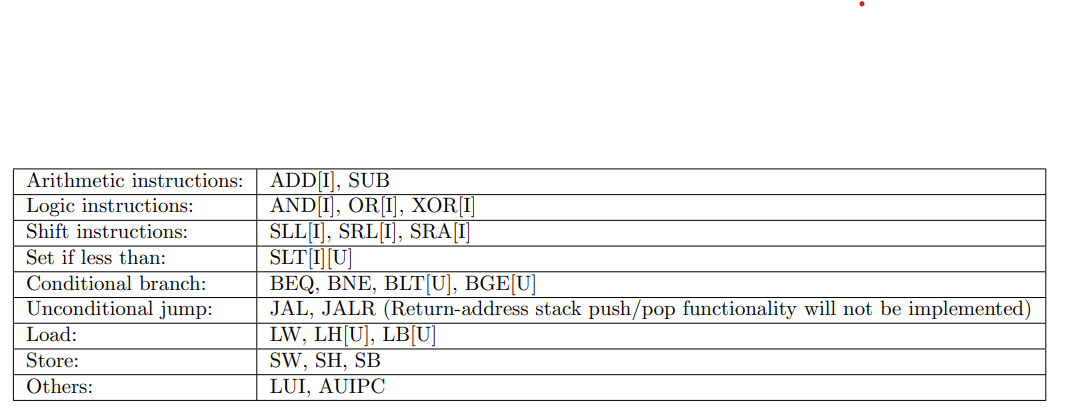 Arithmetic instructions: ADD[I], SUB
Logic instructions: AND[I], OR[I], XOR[I]
Shift instructions: SLL[I], SRL[I], SRA[I]
Set if less than: SLT[I][U]
Conditional branch: BEQ, BNE, BLT[U], BGE[U]
Unconditional jump: JAL, JALR (Return-address stack push/pop functionality will not be implemented)
Load: LW, LH[U], LB[U]
Store: SW, SH, SB
Others: LUI, AUIPC